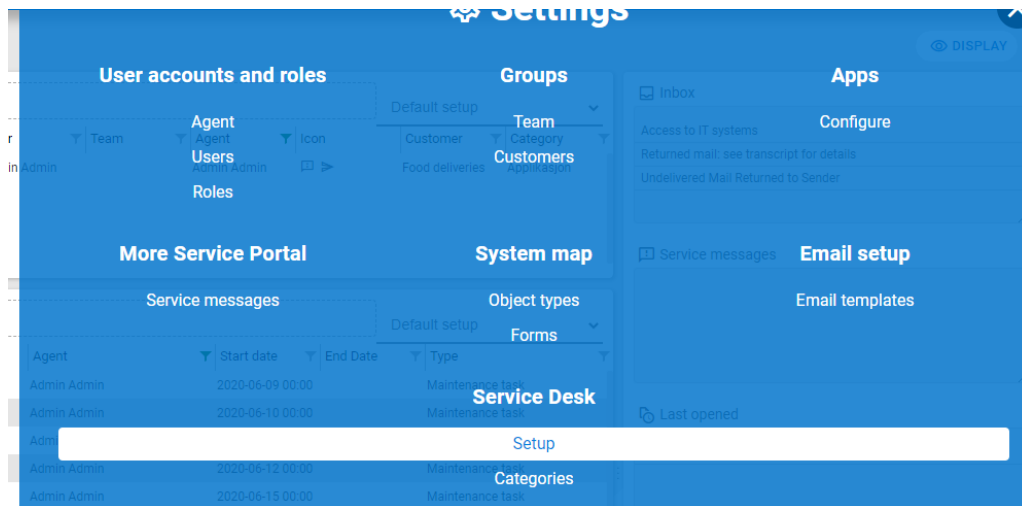 Settings
DISPLAY
User accounts and roles
Groups
Apps
Inbox
Default setup
Agent
Team
Configure
Access to IT systems
r Team Agent Icon Customer Category
Users
Customers
Returned mail: see transcript for details
in Admin Admin Admin Food deliveries Applikasjon
Roles
Undelivered Mail Returned to Sender
More Service Portal
System map
Service messages
Email setup
Service messages
Object types
Email templates
Default setup
Forms
Agent Start date End Date Type
Admin Admin 2020-06-09 00:00 Maintenance task
Service Desk
Admin Admin 2020-06-10 00:00 Maintenance task
Last opened
Setup
Admin Admin 2020-06-12 00:00 Maintenance task
Categories
Admin Admin 2020-06-15 00:00 Maintenance task